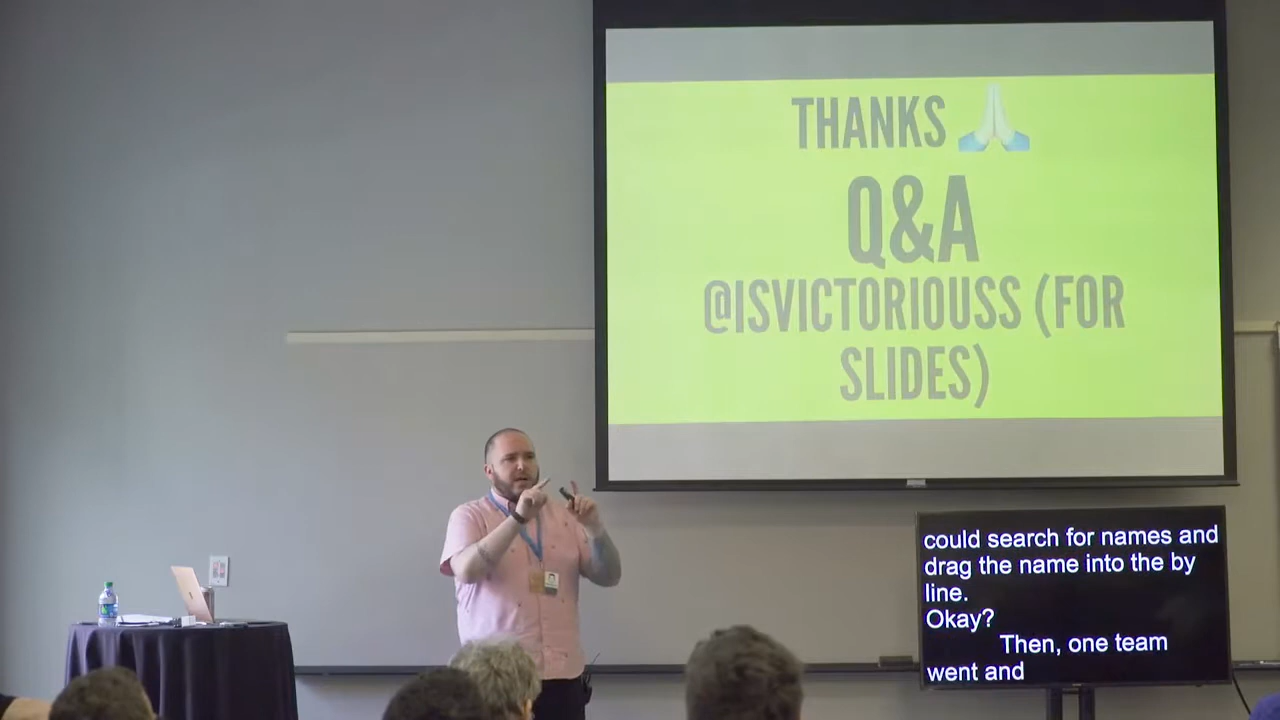 THANKS 🙏🏻
Q&A
@ISVICTORIOUSS (FOR
SLIDES)
could search for names and
drag the name into the by
line.
Okay?
Then, one team
went and